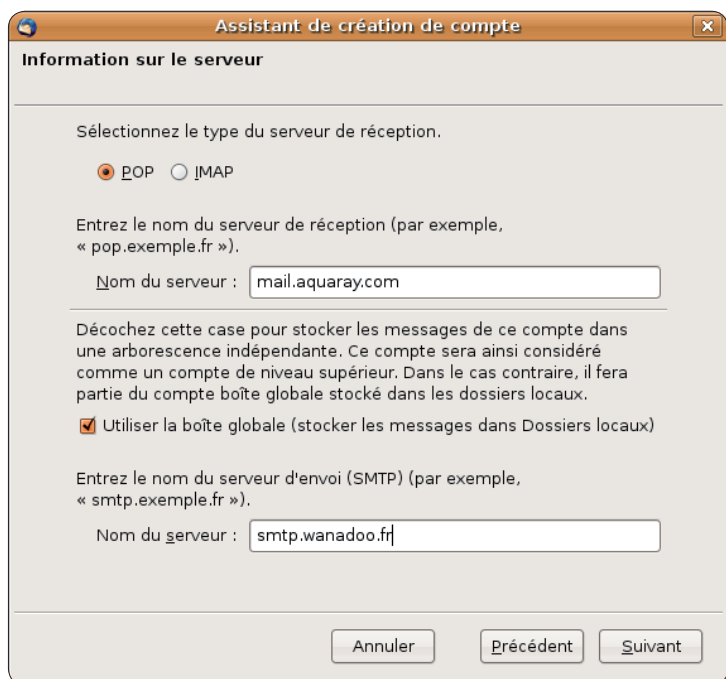 Assistant de création de compte
Information sur le serveur
Sélectionnez le type du serveur de réception.
POP IMAP
Entrez le nom du serveur de réception (par exemple,
« pop.exemple.fr »).
Nom du serveur : mail.aquaray.com
Décochez cette case pour stocker les messages de ce compte dans
une arborescence indépendante. Ce compte sera ainsi considéré
comme un compte de niveau supérieur. Dans le cas contraire, il fera
partie du compte boîte globale stocké dans les dossiers locaux.
Utiliser la boîte globale (stocker les messages dans Dossiers locaux)
Entrez le nom du serveur d'envoi (SMTP) (par exemple,
« smtp.exemple.fr »).
Nom du serveur : smtp.wanadoo.fr
Annuler Précédent Suivant